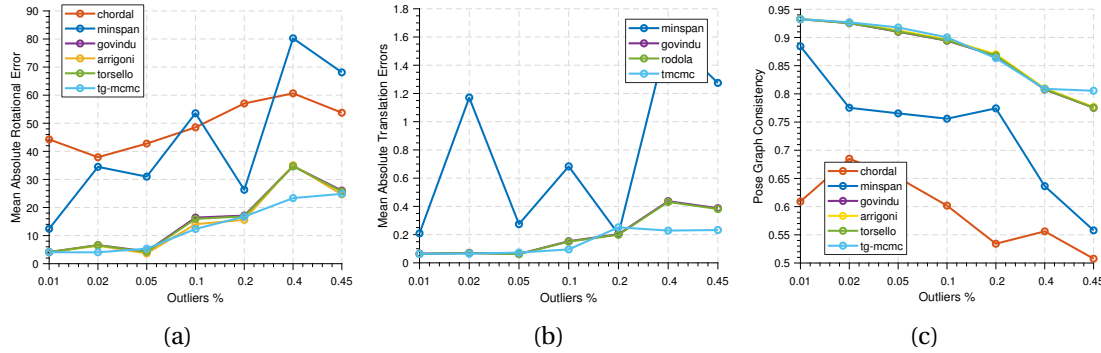 90
80
70
60
50
40
30
20
10
0
Mean Absolute Rotational Error
chordal
minspan
govindu
arrigoni
torsello
tg-mcmc
0.01 0.02 0.05 0.1 0.2 0.4 0.45
Outliers %
(a)
1.8
1.6
1.4
1.2
1
0.8
0.6
0.4
0.2
0
Mean Absolute Translation Errors
minspan
govindu
rodola
tmcmc
0.01 0.02 0.05 0.1 0.2 0.4 0.45
Outliers %
(b)
0.95
0.9
0.85
0.8
0.75
0.7
0.65
0.6
0.55
0.5
Pose Graph Consistency
chordal
minspan
govindu
arrigoni
torsello
tg-mcmc
0.01 0.02 0.05 0.1 0.2 0.4 0.45
Outliers %
(c)